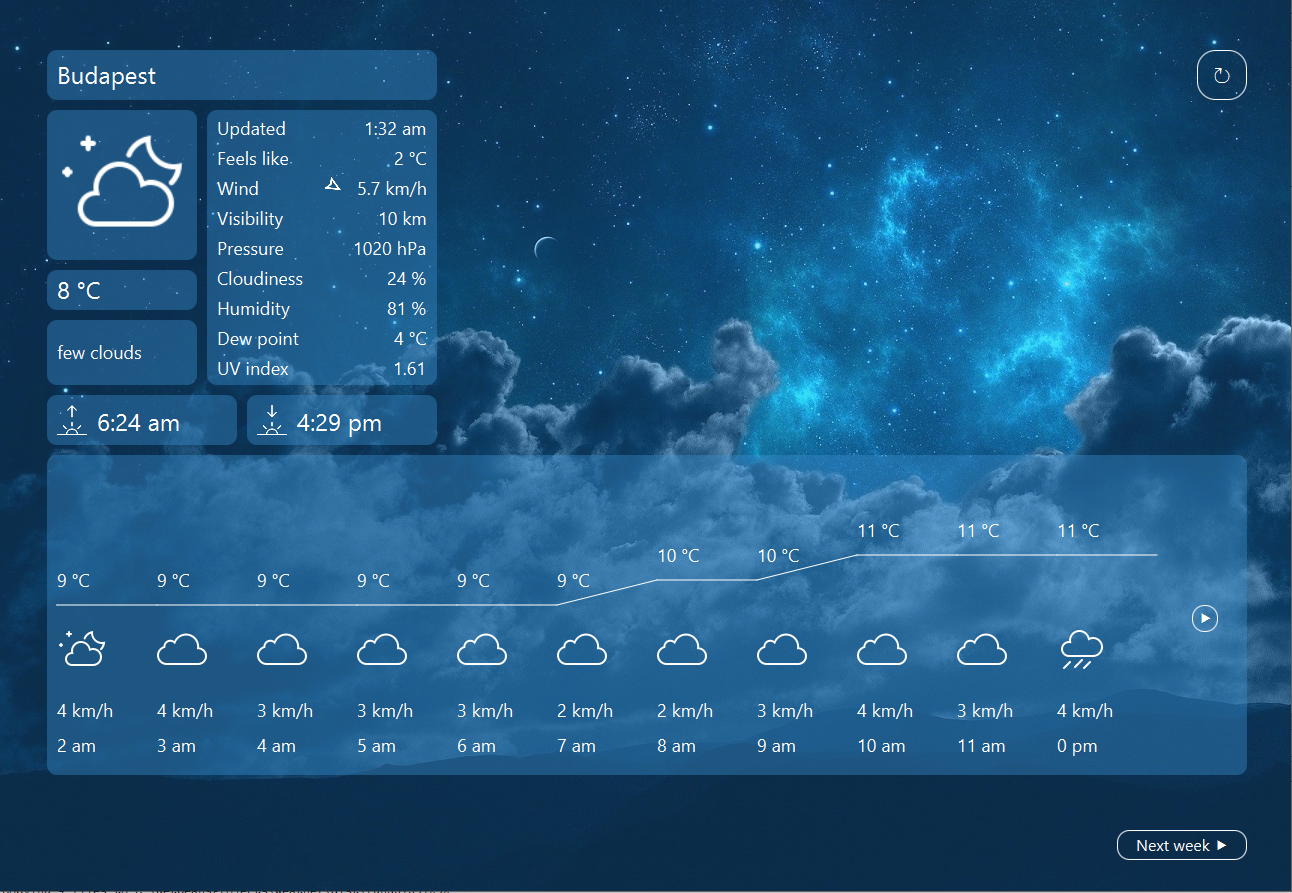 Budapest
Updated 1:32 am
Feels like 2 °C
Wind 5.7 km/h
Visibility 10 km
Pressure 1020 hPa
Cloudiness 24 %
Humidity 81 %
Dew point 4 °C
UV index 1.61
8 °C
few clouds
6:24 am 4:29 pm
9 °C 9 °C 9 °C 9 °C 9 °C 9 °C 10 °C 10 °C 11 °C 11 °C 11 °C
4 km/h 4 km/h 3 km/h 3 km/h 3 km/h 2 km/h 2 km/h 3 km/h 4 km/h 3 km/h 4 km/h
2 am 3 am 4 am 5 am 6 am 7 am 8 am 9 am 10 am 11 am 0 pm
Next week